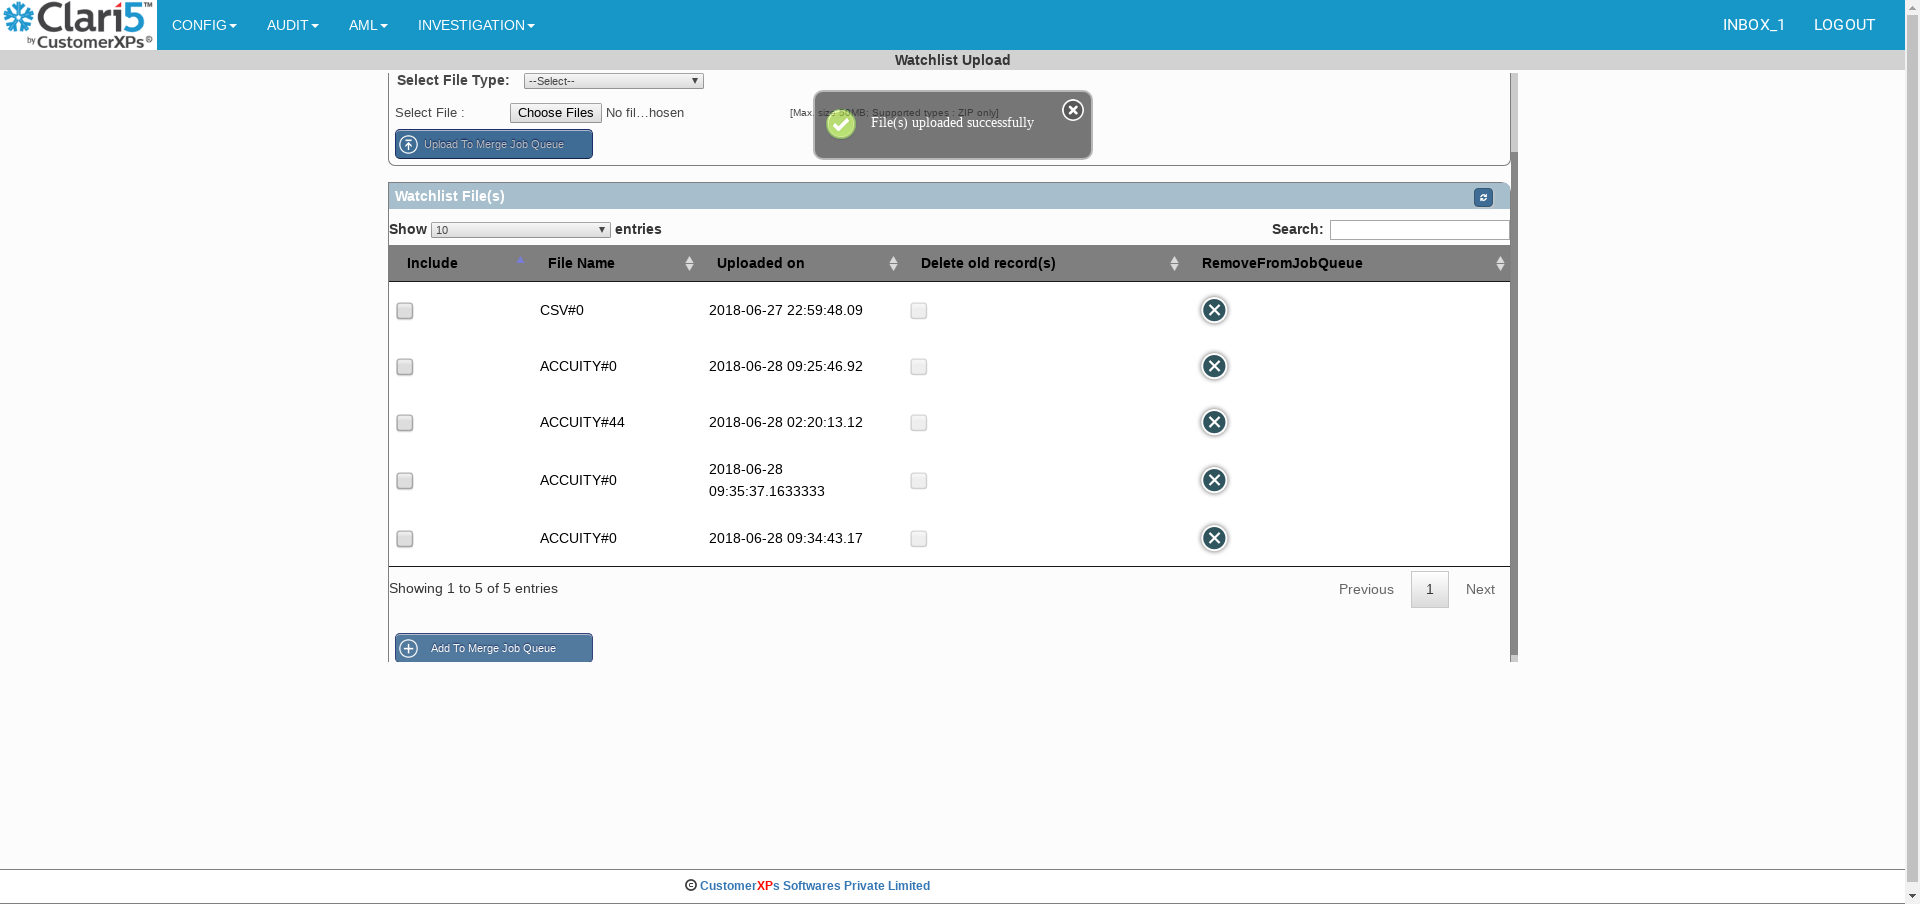 Clari5™
by CustomerXPs®
CONFIG AUDIT AML INVESTIGATION INBOX_1 LOGOUT
Watchlist Upload
Select File Type: --Select--
Select File : Choose Files No fil...hosen [Max. size 50MB; Supported types : ZIP only]
File(s) uploaded successfully
Upload To Merge Job Queue
Watchlist File(s)
Show 10 entries Search:
Include File Name Uploaded on Delete old record(s) RemoveFromJobQueue
CSV#0 2018-06-27 22:59:48.09
ACCUITY#0 2018-06-28 09:25:46.92
ACCUITY#44 2018-06-28 02:20:13.12
ACCUITY#0 2018-06-28
09:35:37.1633333
ACCUITY#0 2018-06-28 09:34:43.17
Showing 1 to 5 of 5 entries Previous 1 Next
Add To Merge Job Queue
© CustomerXPs Softwares Private Limited